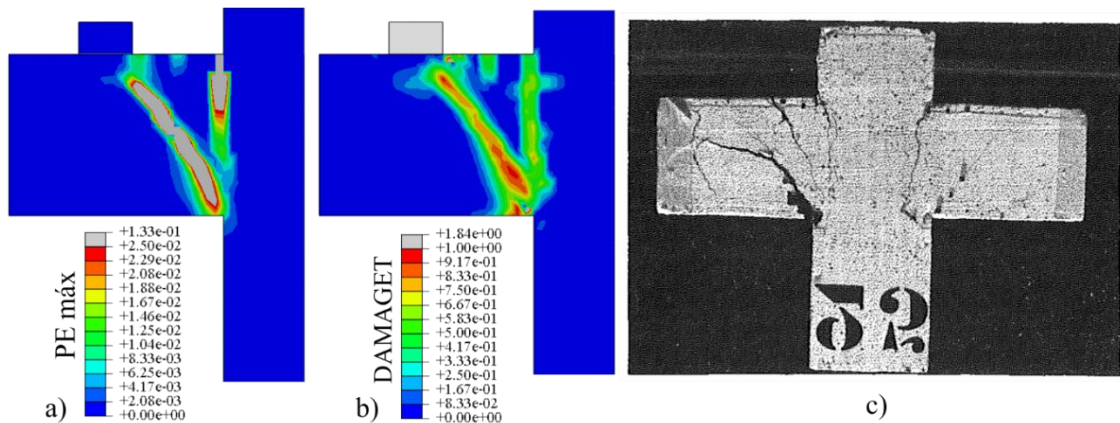 PE máx
+1.33e-01
+2.50e-02
+2.29e-02
+2.08e-02
+1.88e-02
+1.67e-02
+1.46e-02
+1.25e-02
+1.04e-02
+8.33e-03
+6.25e-03
+4.17e-03
+2.08e-03
+0.00e+00
a)
DAMAGET
+1.84e+00
+1.00e+00
+9.17e-01
+8.33e-01
+7.50e-01
+6.67e-01
+5.83e-01
+5.00e-01
+4.17e-01
+3.33e-01
+2.50e-01
+1.67e-01
+8.33e-02
+0.00e+00
b)
c)